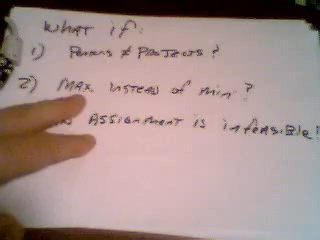 WHAT if:
1) Persons ≠ Projects?
2) MAX instead of min?
ASSignment is infeasible?